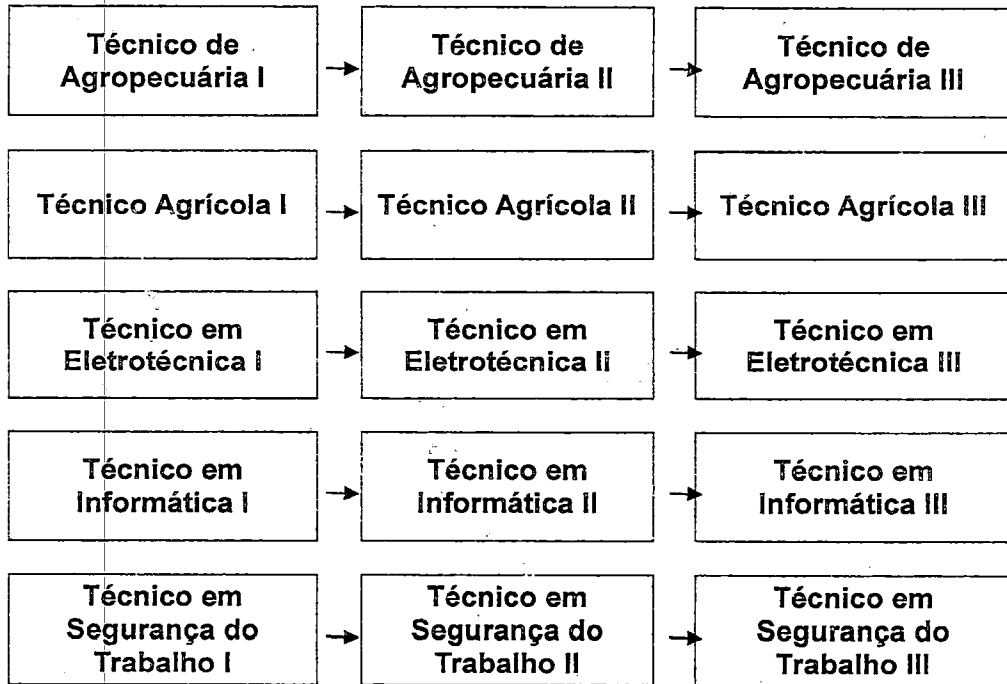 Técnico de
Agropecuária I
Técnico de
Agropecuária II
Técnico de
Agropecuária III
Técnico Agrícola I
Técnico Agrícola II
Técnico Agrícola III
Técnico em
Eletrotécnica I
Técnico em
Eletrotécnica II
Técnico em
Eletrotécnica III
Técnico em
Informática I
Técnico em
Informática II
Técnico em
Informática III
Técnico em
Segurança do
Trabalho I
Técnico em
Segurança do
Trabalho II
Técnico em
Segurança do
Trabalho III